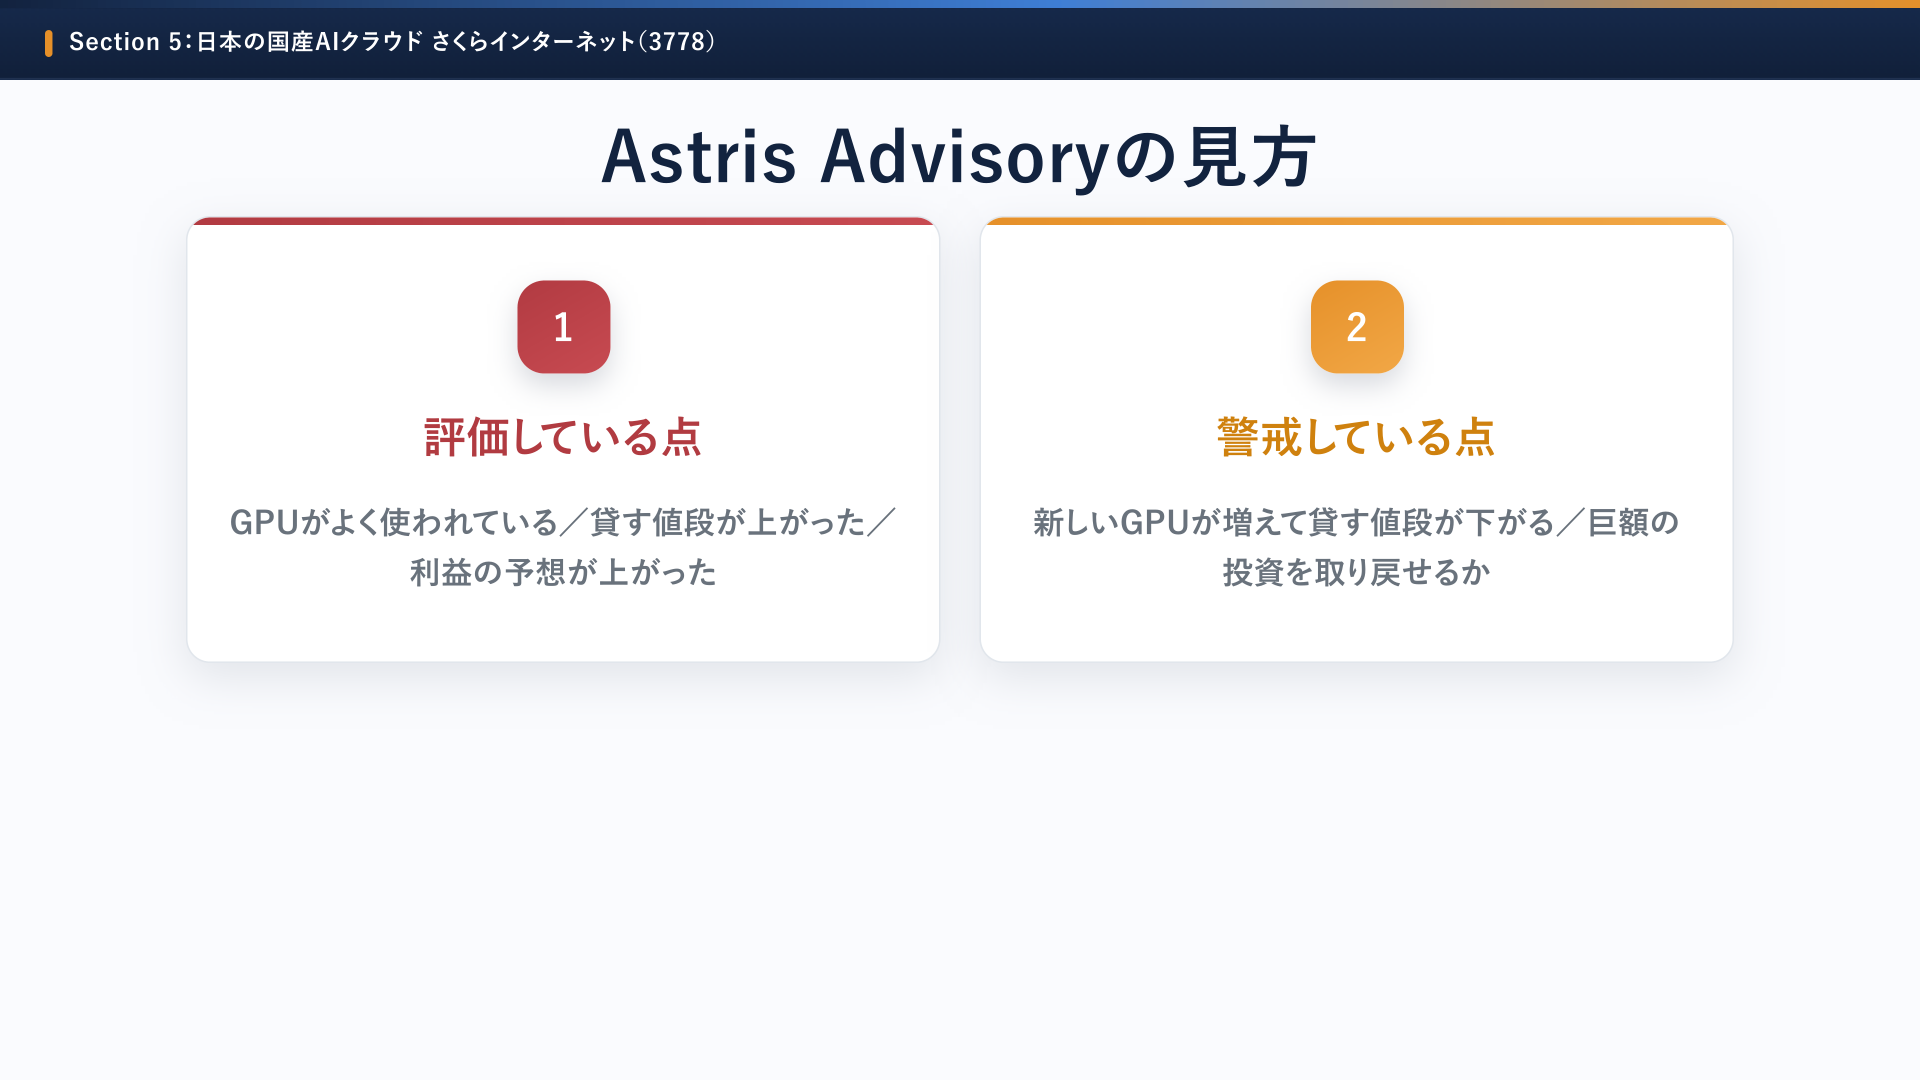 Section 5：日本の国産AIクラウド さくらインターネット（3778）
Astris Advisoryの見方
1
評価している点
GPUがよく使われている／貸す値段が上がった／
利益の予想が上がった
2
警戒している点
新しいGPUが増えて貸す値段が下がる／巨額の
投資を取り戻せるか